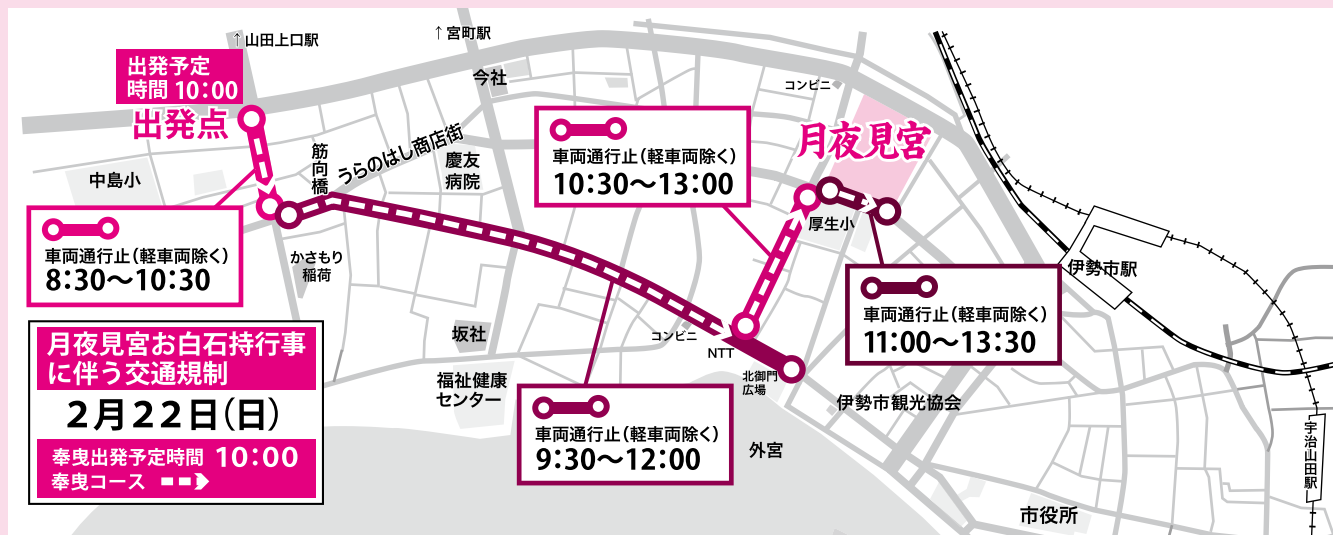 ↑山田上口駅
↑宮町駅
出発予定
時間 10:00
出発点
今社
コンビニ
月夜見宮
中島小
筋向橋
うらのはし商店街
慶友
病院
車両通行止(軽車両除く)
10:30〜13:00
厚生小
車両通行止(軽車両除く)
8:30〜10:30
かさもり
稲荷
伊勢市駅
車両通行止(軽車両除く)
11:00〜13:30
坂社
コンビニ
NTT
北御門
広場
福祉健康
センター
伊勢市観光協会
月夜見宮お白石持行事
に伴う交通規制
2月22日(日)
奉曳出発予定時間 10:00
奉曳コース
車両通行止(軽車両除く)
9:30〜12:00
外宮
宇治山田駅
市役所